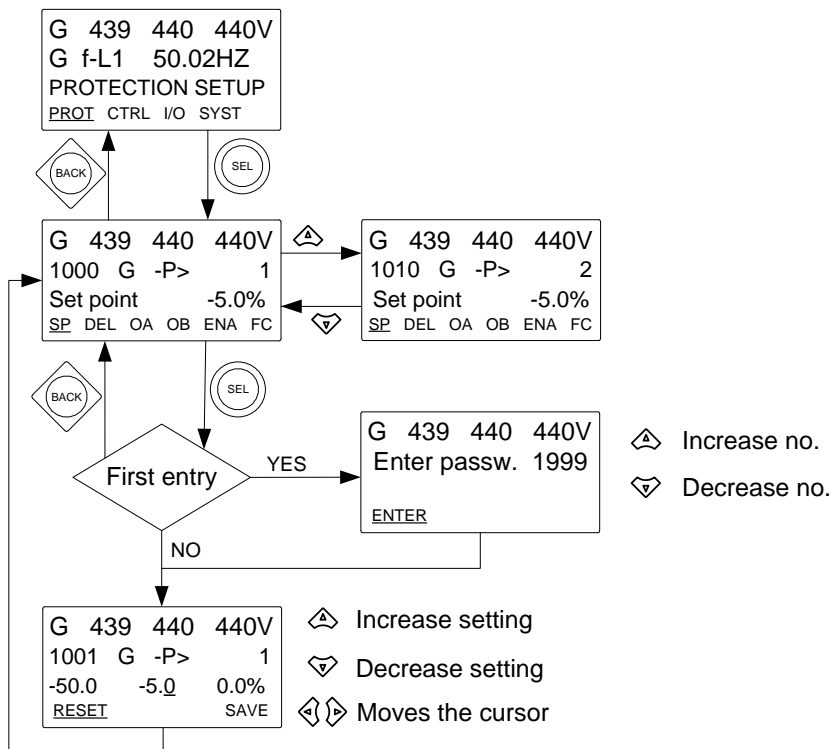 G 439 440 440V
G f-L1 50.02HZ
PROTECTION SETUP
PROT CTRL I/O SYST
BACK
SEL
G 439 440 440V
1000 G -P> 1
Set point -5.0%
SP DEL OA OB ENA FC
G 439 440 440V
1010 G -P> 2
Set point -5.0%
SP DEL OA OB ENA FC
BACK
SEL
First entry
YES
NO
G 439 440 440V
Enter passw. 1999
ENTER
Increase no.
Decrease no.
G 439 440 440V
1001 G -P> 1
-50.0 -5.0 0.0%
RESET SAVE
Increase setting
Decrease setting
Moves the cursor